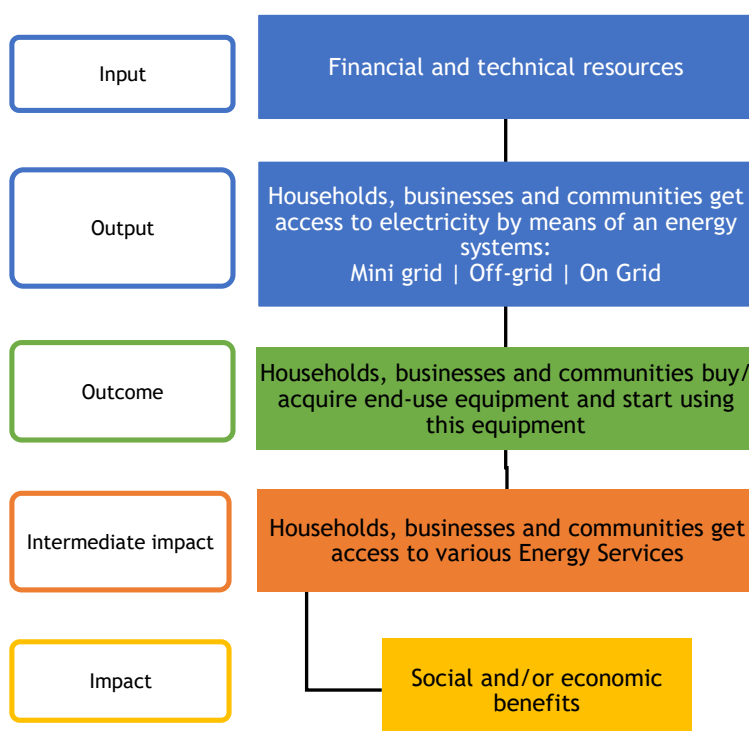 Input
Financial and technical resources
Output
Households, businesses and communities get
access to electricity by means of an energy
systems:
Mini grid | Off-grid | On Grid
Outcome
Households, businesses and communities buy/
acquire end-use equipment and start using
this equipment
Intermediate impact
Households, businesses and communities get
access to various Energy Services
Impact
Social and/or economic
benefits